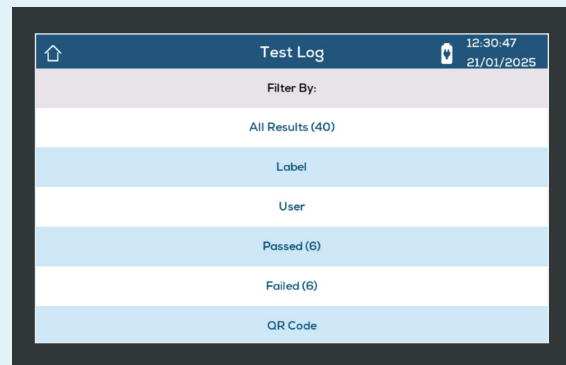 Test Log
12:30:47
21/01/2025
Filter By:
All Results (40)
Label
User
Passed (6)
Failed (6)
QR Code